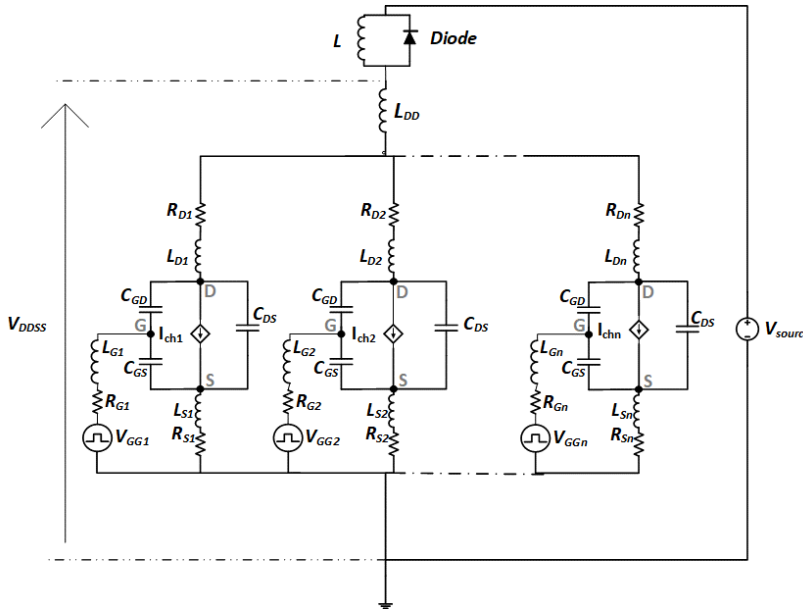 L
Diode
L_DD
R_D1
R_D2
R_Dn
L_D1
L_D2
L_Dn
C_GD
D
C_GD
D
C_GD
D
V_DDSS
G
I_ch1
C_DS
G
I_ch2
C_DS
G
I_chn
C_DS
V_sourc
L_G1
C_GS
L_G2
C_GS
L_Gn
C_GS
S
S
S
R_G1
L_S1
R_G2
L_S2
R_Gn
L_Sn
V_GG1
R_S1
V_GG2
R_S2
V_GGn
R_Sn